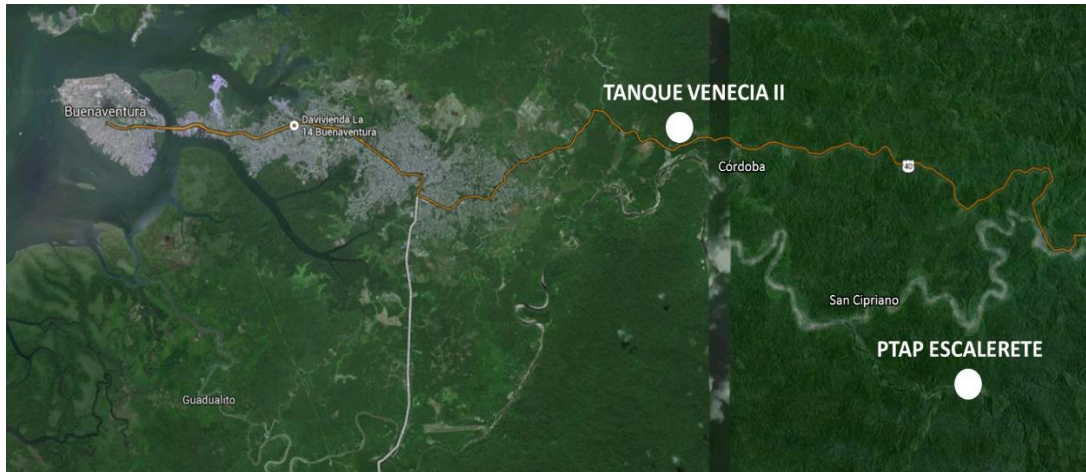 TANQUE VENECIA II
Buenaventura
Davivienda La
14 Buenaventura
Córdoba
40
San Cipriano
PTAP ESCALERETE
Guadualito